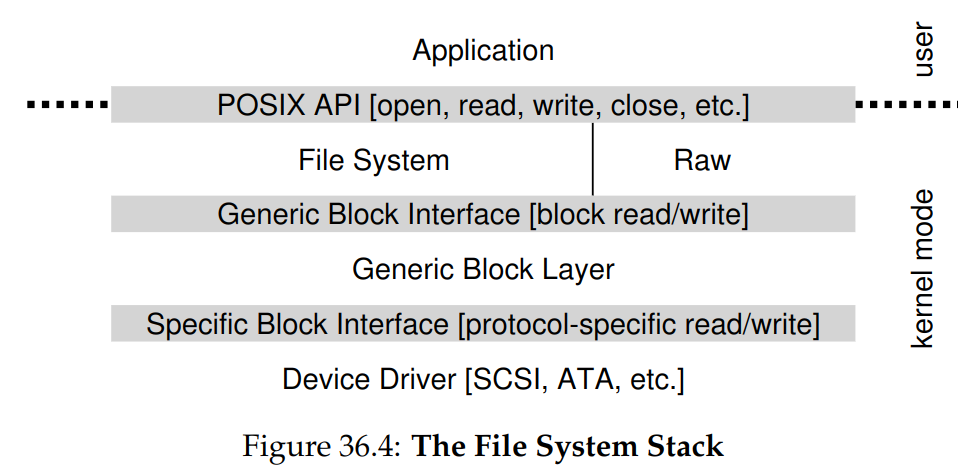 Application
user
POSIX API [open, read, write, close, etc.]
File System
Raw
Generic Block Interface [block read/write]
kernel mode
Generic Block Layer
Specific Block Interface [protocol-specific read/write]
Device Driver [SCSI, ATA, etc.]
Figure 36.4: The File System Stack